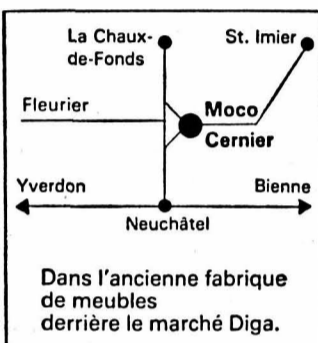 La Chaux-
de-Fonds
St. Imier
Fleurier
Moco
Cernier
Yverdon
Bienne
Neuchâtel
Dans l'ancienne fabrique
de meubles
derrière le marché Diga.